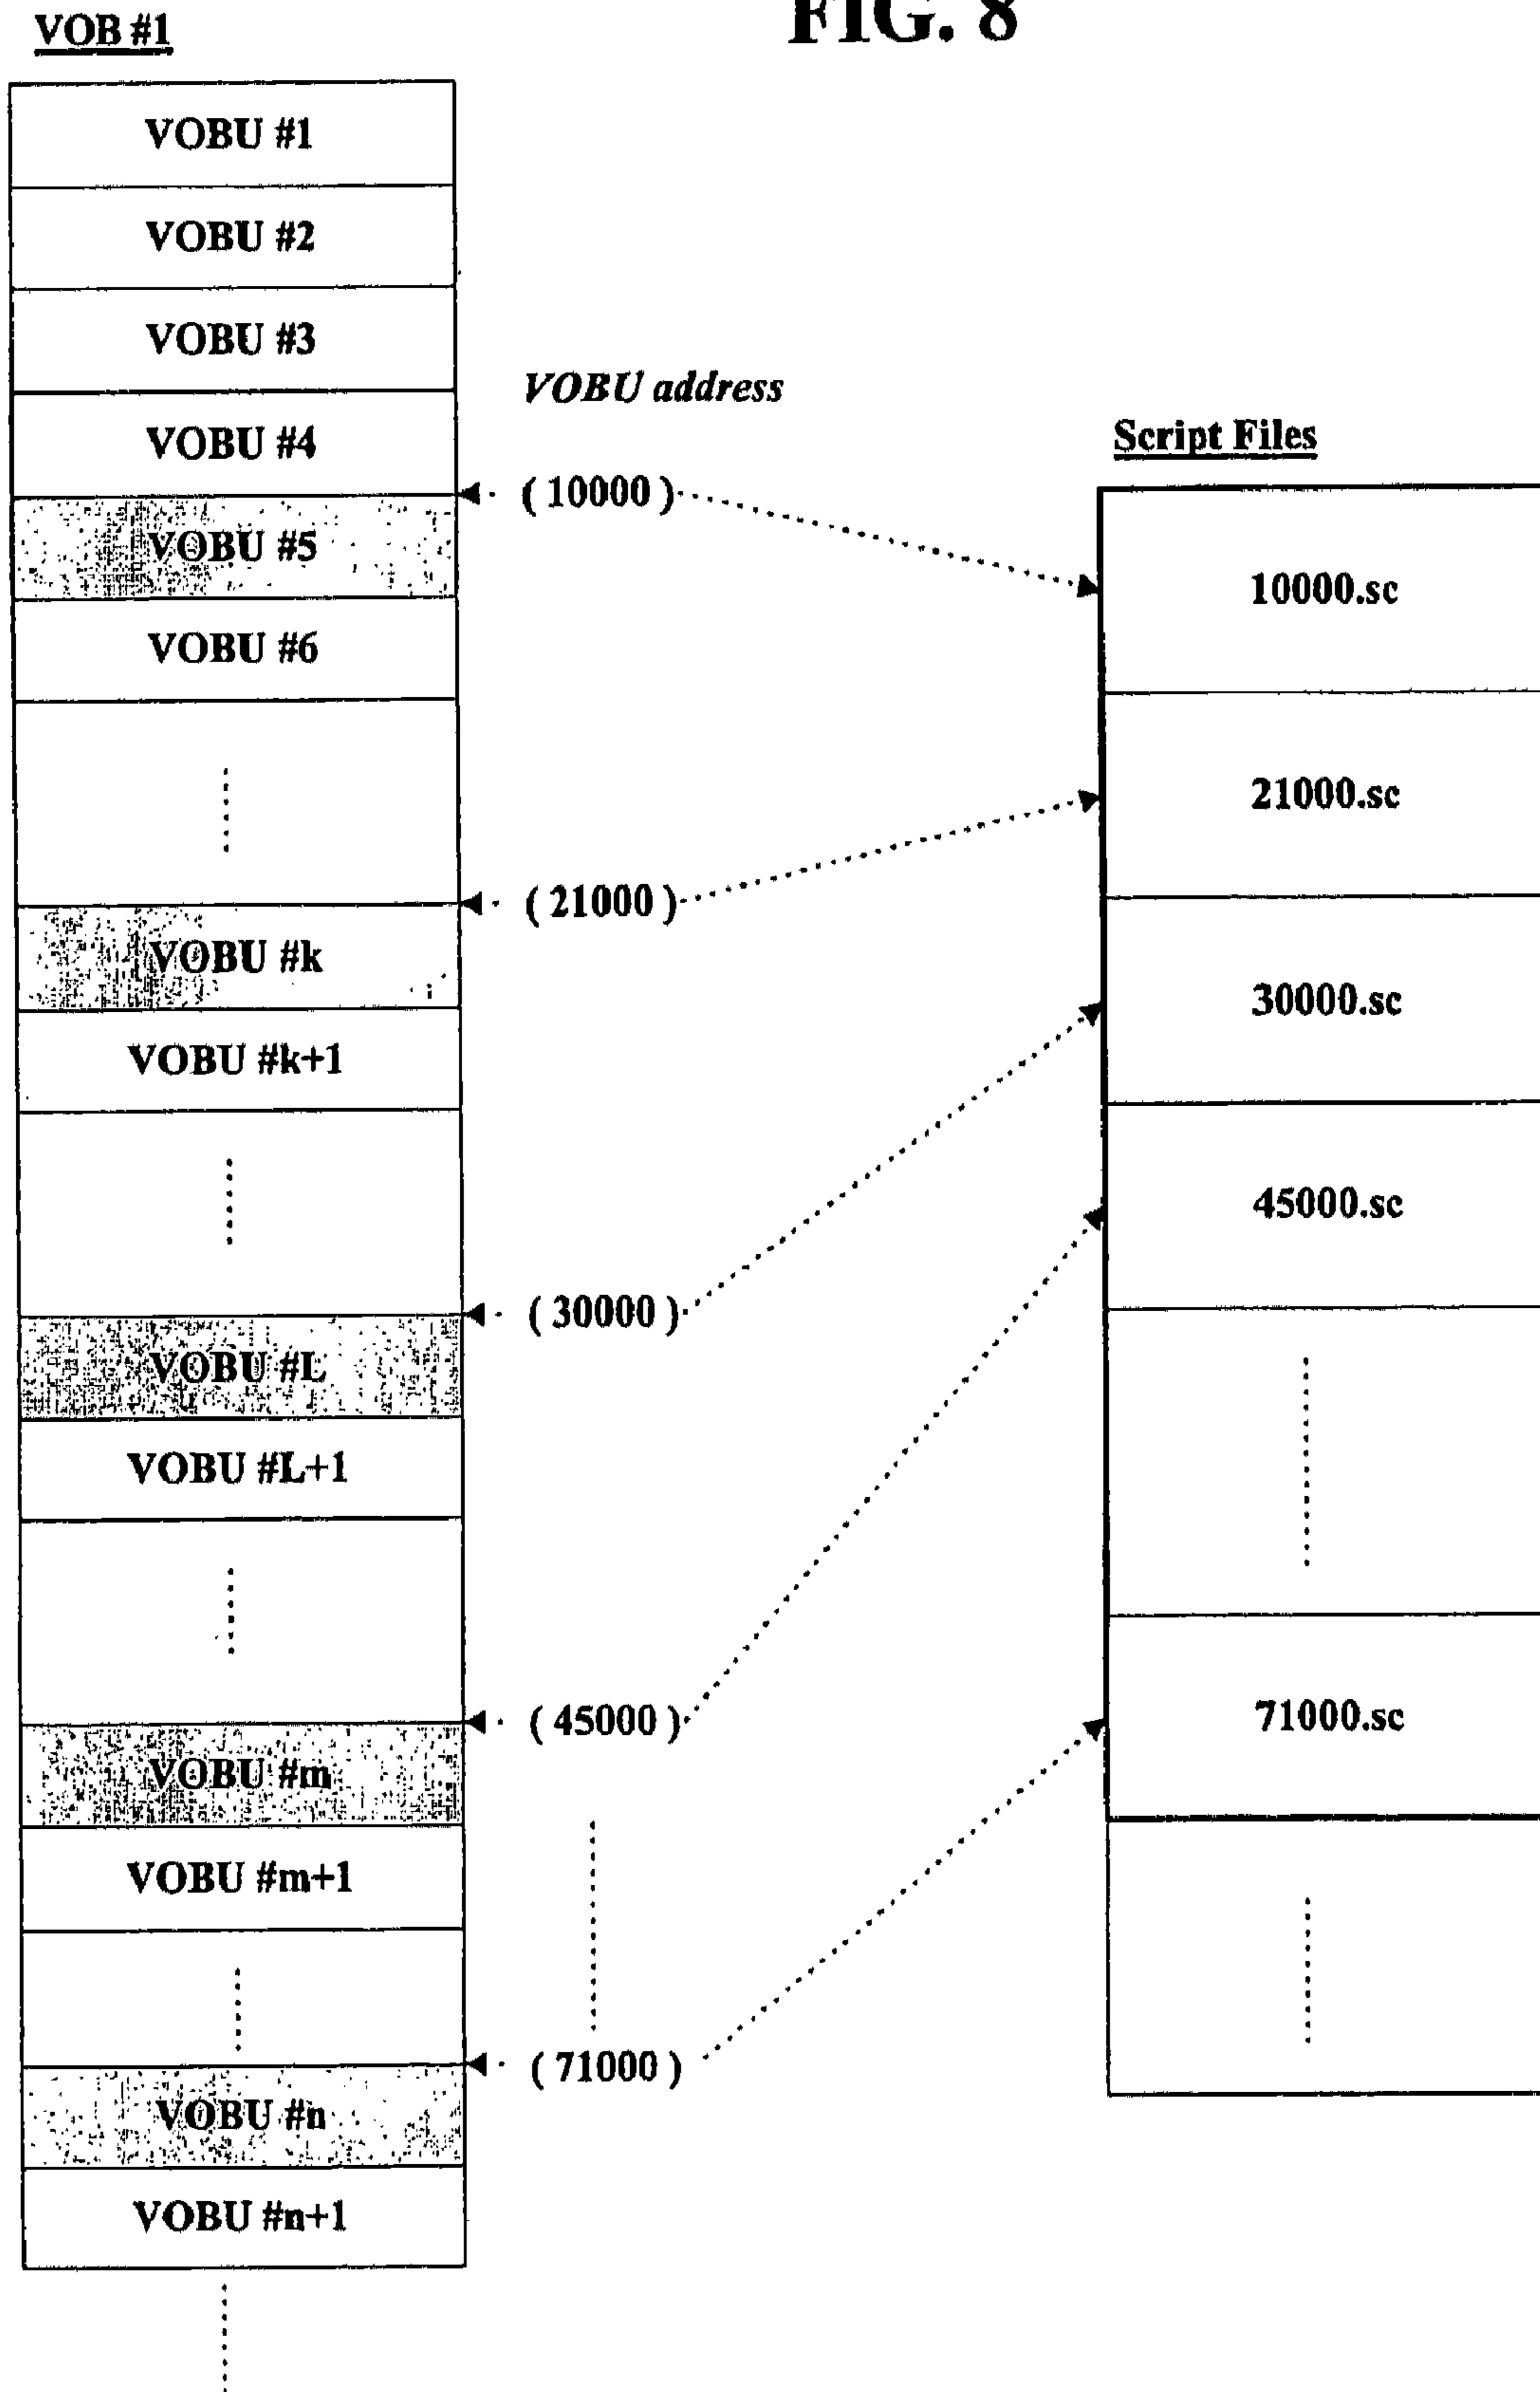 FIG. 8
VOB #1
VOBU #1
VOBU #2
VOBU #3
VOBU #4
VOBU #5
VOBU #6
VOBU #k
VOBU #k+1
VOBU #L
VOBU #L+1
VOBU #m
VOBU #m+1
VOBU #n
VOBU #n+1
VOBU address
( 10000 )
( 21000 )
( 30000 )
( 45000 )
( 71000 )
Script Files
10000.sc
21000.sc
30000.sc
45000.sc
71000.sc